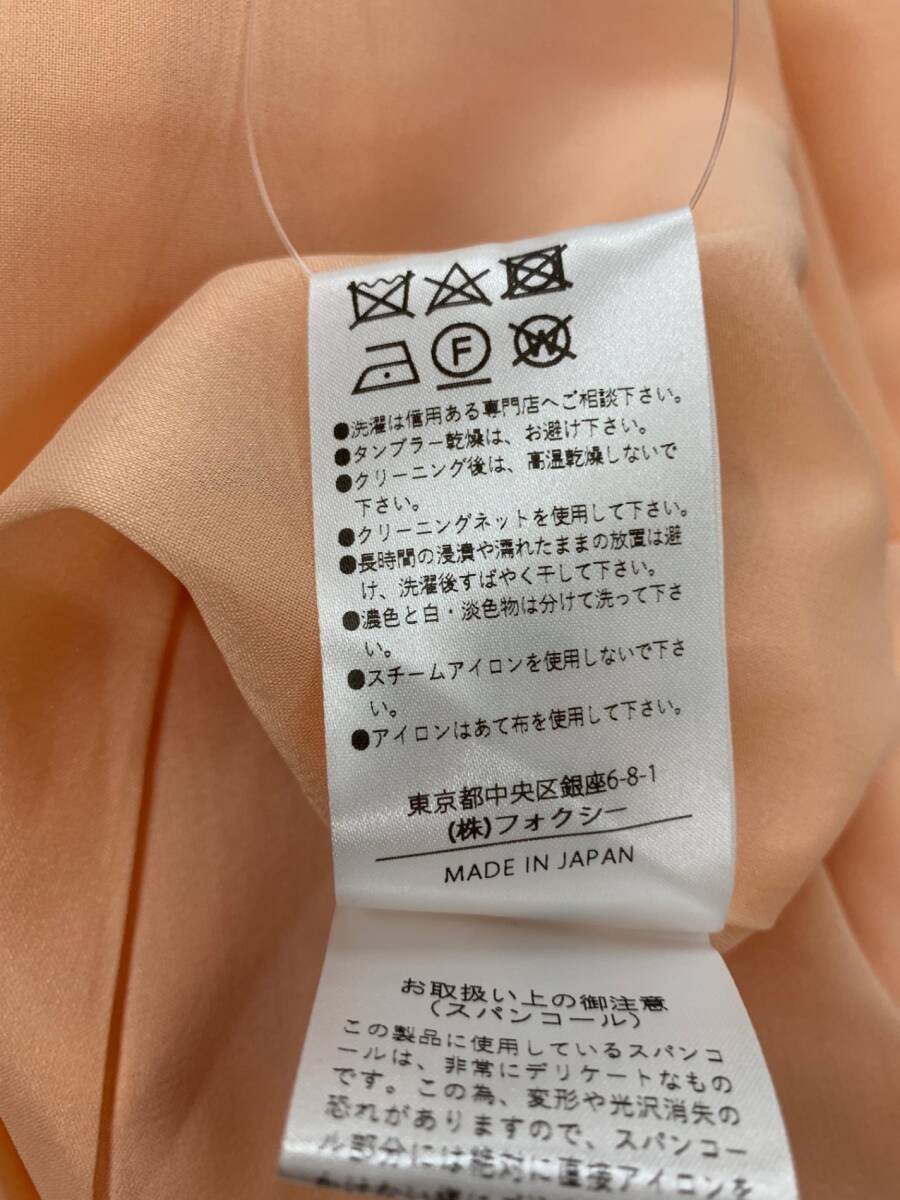 F
W
●洗濯は信用ある専門店へご相談下さい。
●タンブラー乾燥は、お避け下さい。
●クリーニング後は、高温乾燥しないで
下さい。
●クリーニングネットを使用して下さい。
●長時間の浸漬や濡れたままの放置は避
け、洗濯後すばやく干して下さい。
●濃色と白・淡色物は分けて洗って下さ
い。
●スチームアイロンを使用しないで下さ
い。
●アイロンはあて布を使用して下さい。
東京都中央区銀座6-8-1
(株)フォクシー
MADE IN JAPAN
お取扱い上の御注意
(スパンコール)
この製品に使用しているスパンコ
ールは、非常にデリケートなもの
です。この為、変形や光沢消失の
恐れがありますので、スパンコー
ル部分には絶対に直接アイロンを